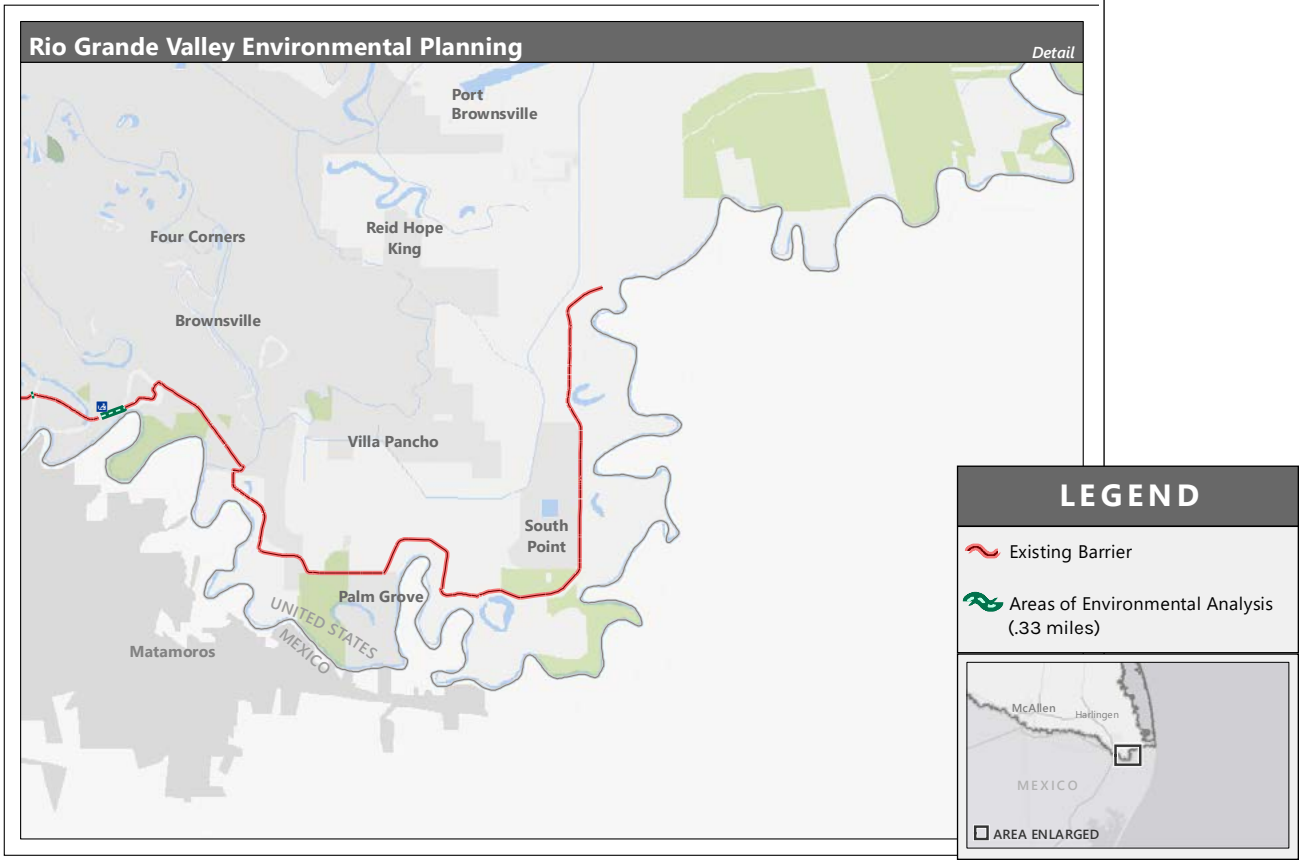 Rio Grande Valley Environmental Planning
Detail
Port
Brownsville
Four Corners
Reid Hope
King
Brownsville
Villa Pancho
South
Point
Palm Grove
UNITED STATES
MEXICO
Matamoros
LEGEND
Existing Barrier
Areas of Environmental Analysis
(.33 miles)
McAllen
Harlingen
MEXICO
AREA ENLARGED